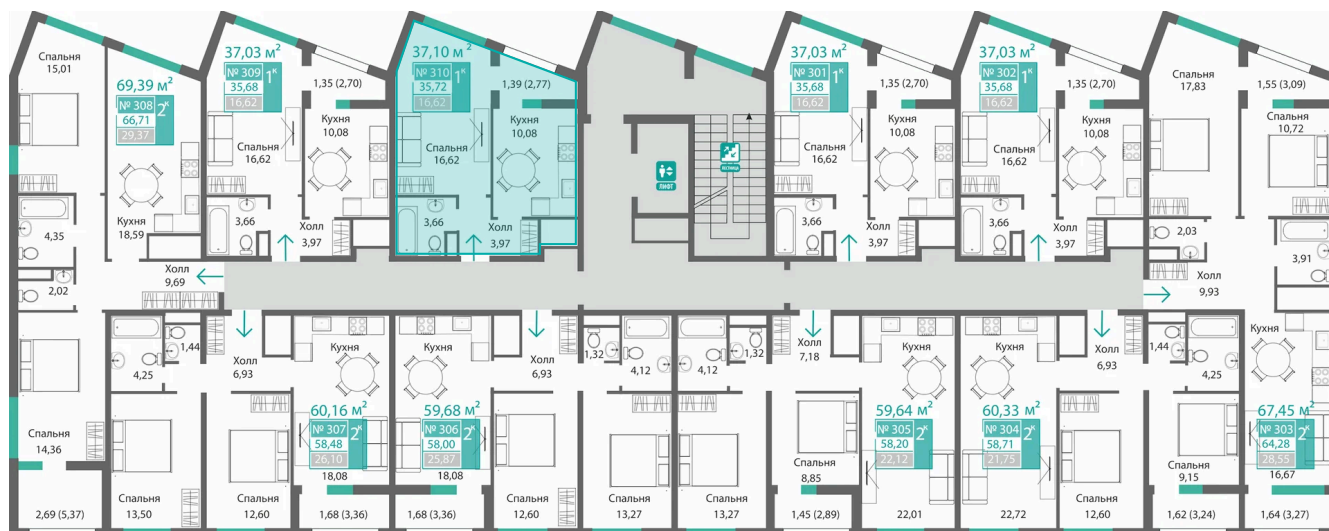 Спальня
15,01
69,39 м²
№ 308
66,71
29,37
2к
Кухня
18,59
4,35
2,02
Холл
9,69
37,03 м²
№ 309
35,68
16,62
1к
1,35 (2,70)
Кухня
10,08
Спальня
16,62
3,66
Холл
3,97
37,10 м²
№ 310
35,72
16,62
1к
1,39 (2,77)
Кухня
10,08
Спальня
16,62
3,66
Холл
3,97
ЛИФТ
37,03 м²
№ 301
35,68
16,62
1к
1,35 (2,70)
Кухня
10,08
Спальня
16,62
3,66
Холл
3,97
37,03 м²
№ 302
35,68
16,62
1к
1,35 (2,70)
Кухня
10,08
Спальня
16,62
3,66
Холл
3,97
Спальня
17,83
1,55 (3,09)
Спальня
10,72
2,03
3,91
Холл
9,93
Спальня
14,36
2,69 (5,37)
4,25
1,44
Холл
6,93
Кухня
60,16 м²
№ 307
58,48
26,10
2к
18,08
Спальня
13,50
Спальня
12,60
1,68 (3,36)
Кухня
59,68 м²
№ 306
58,00
25,87
2к
18,08
1,68 (3,36)
Холл
6,93
1,32
4,12
Спальня
12,60
Спальня
13,27
4,12
1,32
Холл
7,18
Спальня
13,27
Спальня
8,85
1,45 (2,89)
Кухня
59,64 м²
№ 305
58,20
22,12
2к
22,01
Кухня
60,33 м²
№ 304
58,71
21,75
2к
22,72
Холл
6,93
1,44
4,25
Спальня
12,60
Спальня
9,15
1,62 (3,24)
Кухня
67,45 м²
№ 303
64,28
28,55
2к
16,67
1,64 (3,27)